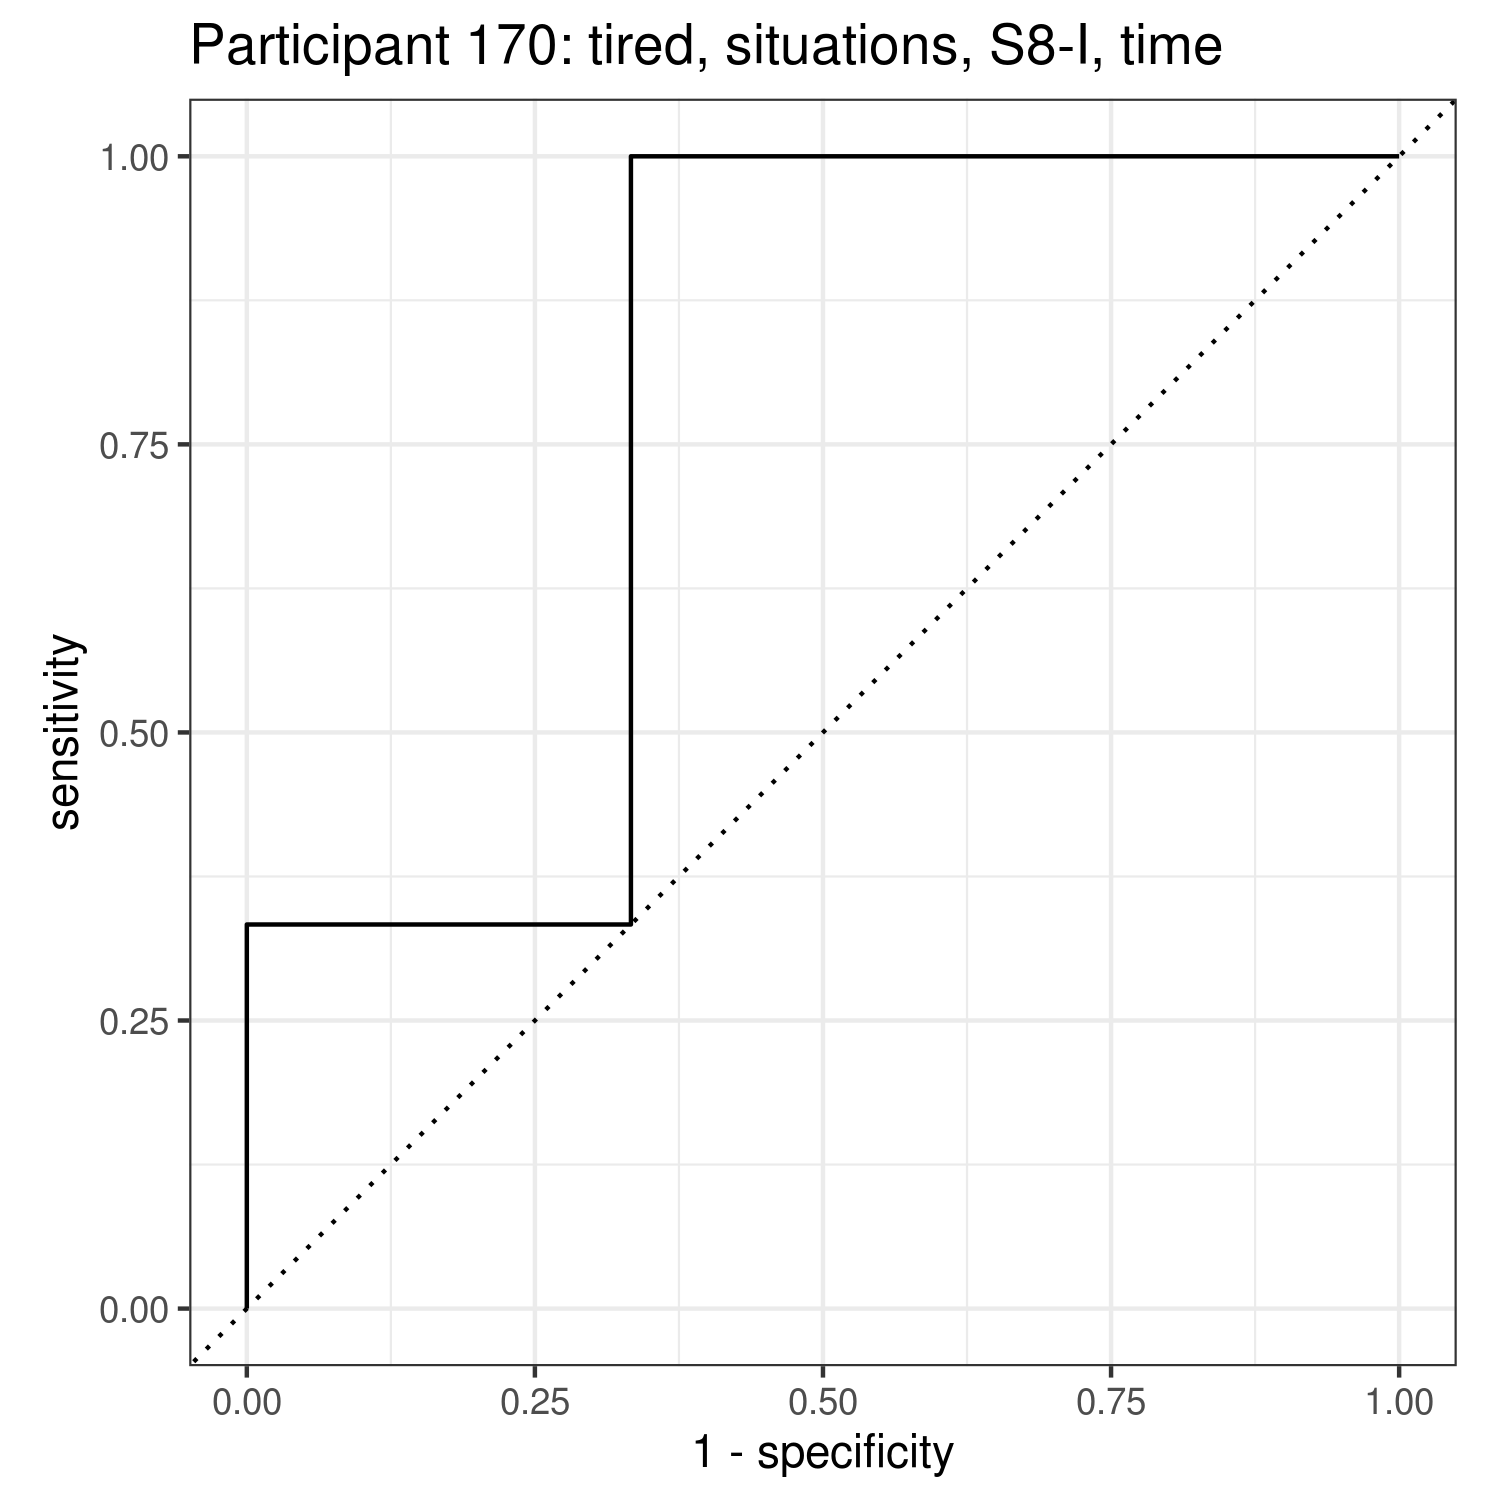 Participant 170: tired, situations, S8-I, time
1.00
0.75
0.50
0.25
0.00
sensitivity
0.00 0.25 0.50 0.75 1.00
1 - specificity